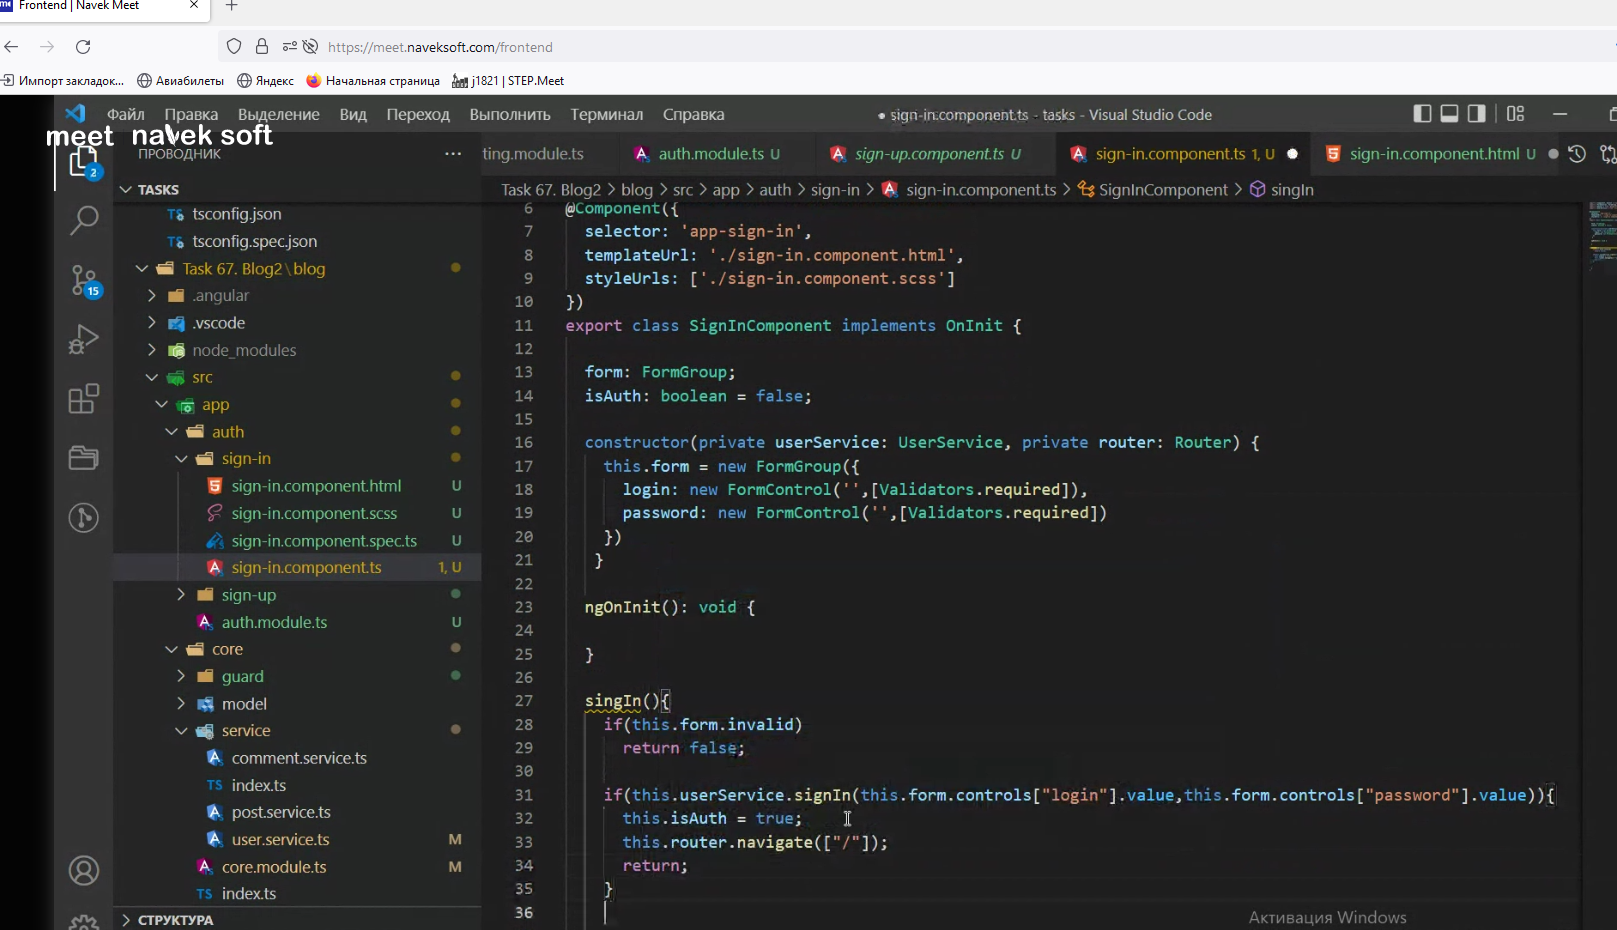 Frontend | Navek Meet
https://meet.naveksoft.com/frontend
Импорт закладок... Авиабилеты Яндекс Начальная страница j1821 | STEP.Meet
Файл Правка Выделение Вид Переход Выполнить Терминал Справка ● sign-in.component.ts - tasks - Visual Studio Code
meet navek soft
ПРОВОДНИК ...
ting.module.ts auth.module.ts U sign-up.component.ts U sign-in.component.ts 1, U sign-in.component.html U
Task 67. Blog2 > blog > src > app > auth > sign-in > sign-in.component.ts > SignInComponent > singIn
2
15
TASKS
tsconfig.json
tsconfig.spec.json
Task 67. Blog2\blog
.angular
.vscode
node_modules
src
app
auth
sign-in
sign-in.component.html U
sign-in.component.scss U
sign-in.component.spec.ts U
sign-in.component.ts 1, U
sign-up
auth.module.ts U
core
guard
model
service
comment.service.ts
TS index.ts
post.service.ts
user.service.ts M
core.module.ts M
TS index.ts
СТРУКТУРА
6 @Component({
7 selector: 'app-sign-in',
8 templateUrl: './sign-in.component.html',
9 styleUrls: ['./sign-in.component.scss']
10 })
11 export class SignInComponent implements OnInit {
12
13 form: FormGroup;
14 isAuth: boolean = false;
15
16 constructor(private userService: UserService, private router: Router) {
17 this.form = new FormGroup({
18 login: new FormControl('',[Validators.required]),
19 password: new FormControl('',[Validators.required])
20 })
21 }
22
23 ngOnInit(): void {
24
25 }
26
27 singIn(){
28 if(this.form.invalid)
29 return false;
30
31 if(this.userService.signIn(this.form.controls["login"].value,this.form.controls["password"].value)){
32 this.isAuth = true;
33 this.router.navigate(["/"]);
34 return;
35 }
36
Активация Windows